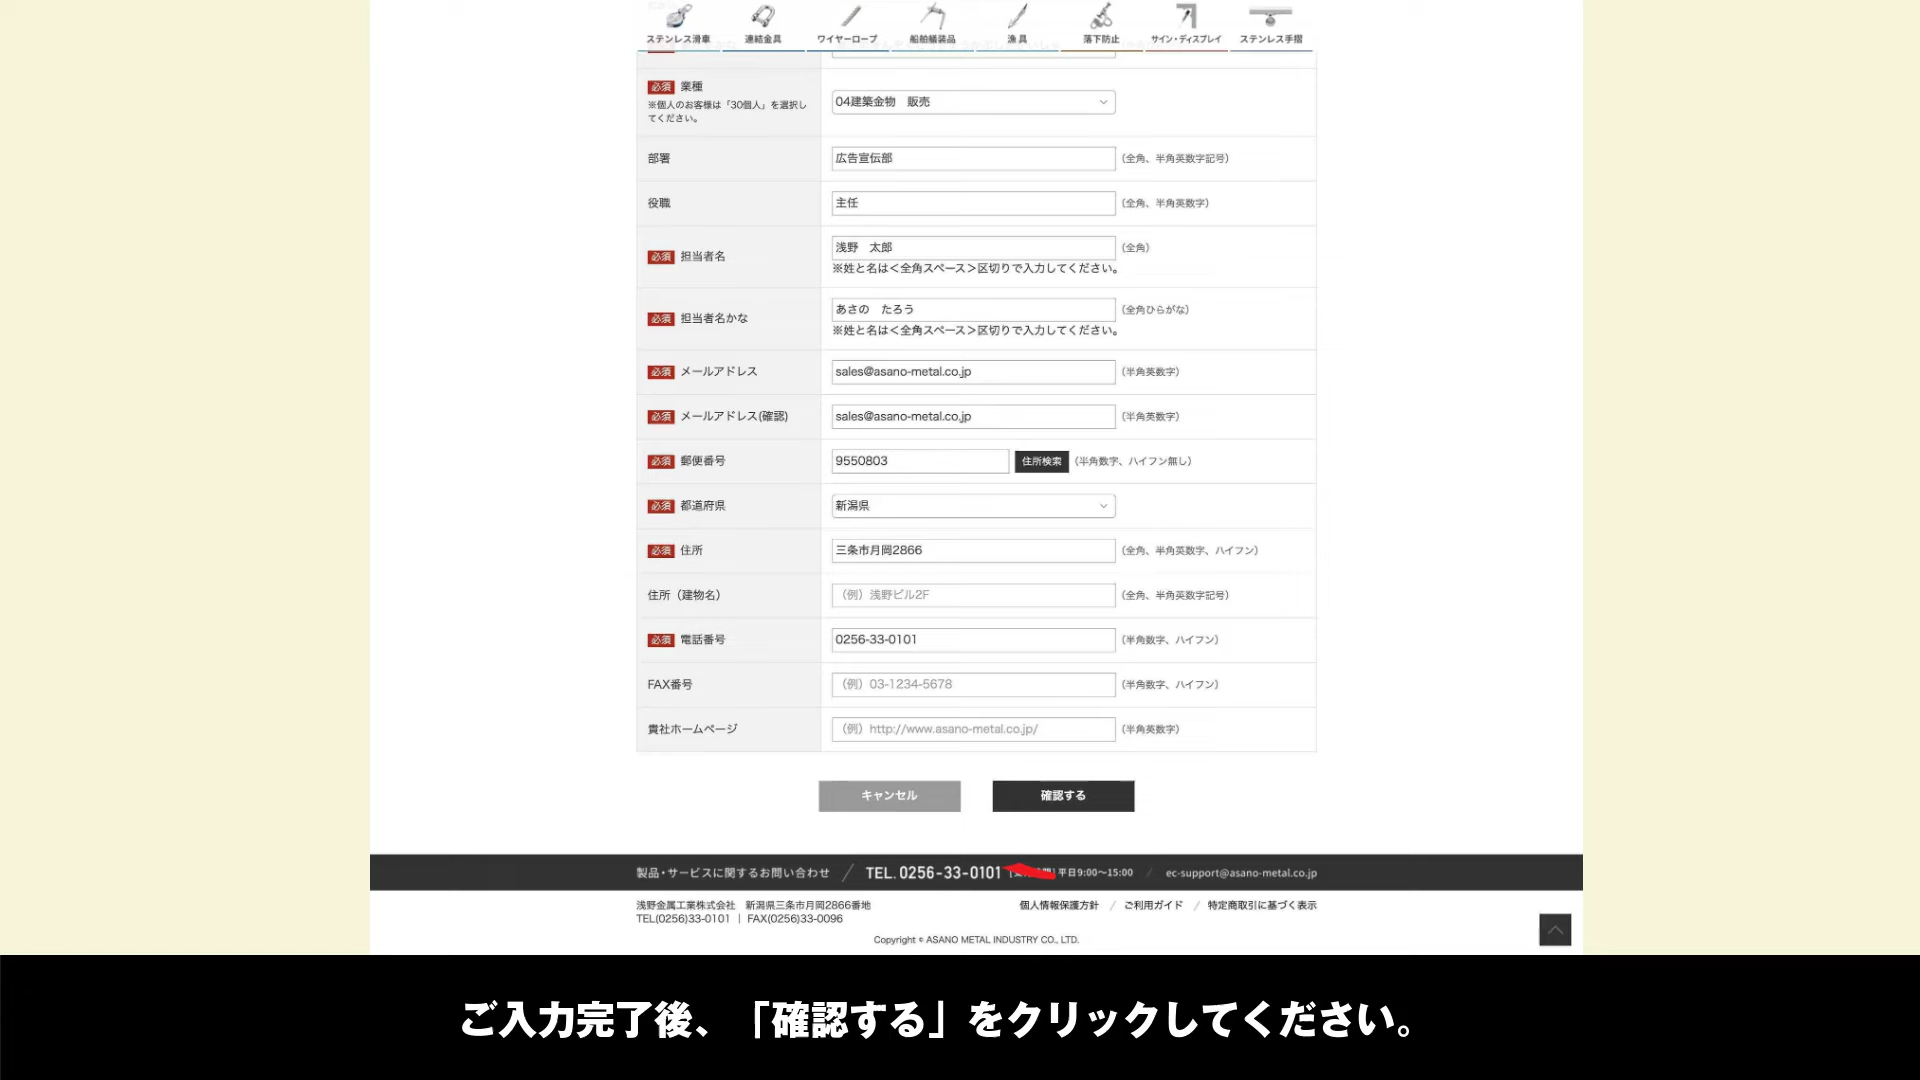 ステンレス滑車 連結金具 ワイヤーロープ 船舶艤装品 漁具 落下防止 サイン・ディスプレイ ステンレス手摺
必須 業種
※個人のお客様は「30個人」を選択し
てください。
04建築金物　販売
部署 広告宣伝部 (全角、半角英数字記号)
役職 主任 (全角、半角英数字)
必須 担当者名 浅野　太郎 (全角)
※姓と名は＜全角スペース＞区切りで入力してください。
必須 担当者名かな あさの　たろう (全角ひらがな)
※姓と名は＜全角スペース＞区切りで入力してください。
必須 メールアドレス sales@asano-metal.co.jp (半角英数字)
必須 メールアドレス(確認) sales@asano-metal.co.jp (半角英数字)
必須 郵便番号 9550803 住所検索 (半角数字、ハイフン無し)
必須 都道府県 新潟県
必須 住所 三条市月岡2866 (全角、半角英数字、ハイフン)
住所（建物名） （例）浅野ビル2F (全角、半角英数字記号)
必須 電話番号 0256-33-0101 (半角数字、ハイフン)
FAX番号 （例）03-1234-5678 (半角数字、ハイフン)
貴社ホームページ （例）http://www.asano-metal.co.jp/ (半角英数字)
キャンセル 確認する
製品・サービスに関するお問い合わせ / TEL. 0256-33-0101 平日9:00〜15:00 / ec-support@asano-metal.co.jp
浅野金属工業株式会社　新潟県三条市月岡2866番地
TEL(0256)33-0101 | FAX(0256)33-0096
個人情報保護方針 / ご利用ガイド / 特定商取引に基づく表示
Copyright © ASANO METAL INDUSTRY CO., LTD.
ご入力完了後、「確認する」をクリックしてください。